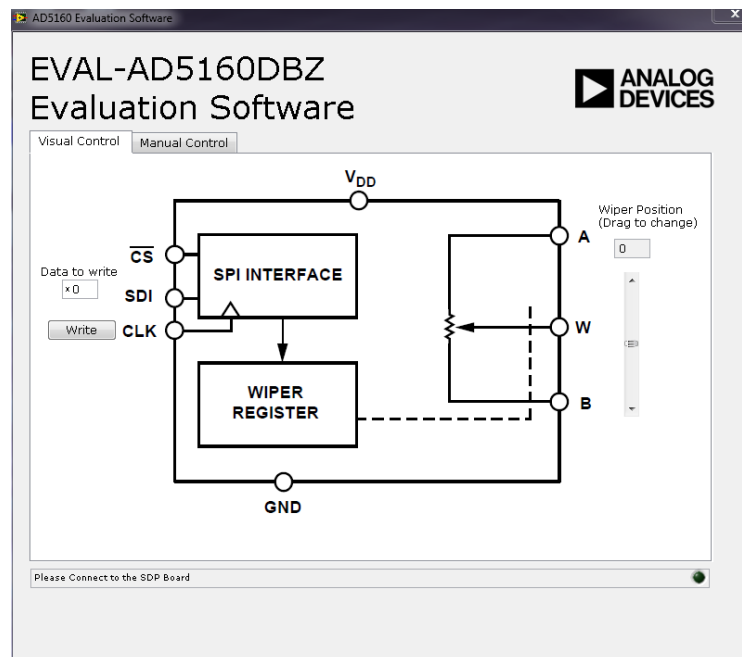 AD5160 Evaluation Software
EVAL-AD5160DBZ
Evaluation Software
ANALOG
DEVICES
Visual Control
Manual Control
VDD
Wiper Position
(Drag to change)
0
A
CS
SPI INTERFACE
Data to write
×0
SDI
Write
CLK
W
WIPER
REGISTER
B
GND
Please Connect to the SDP Board